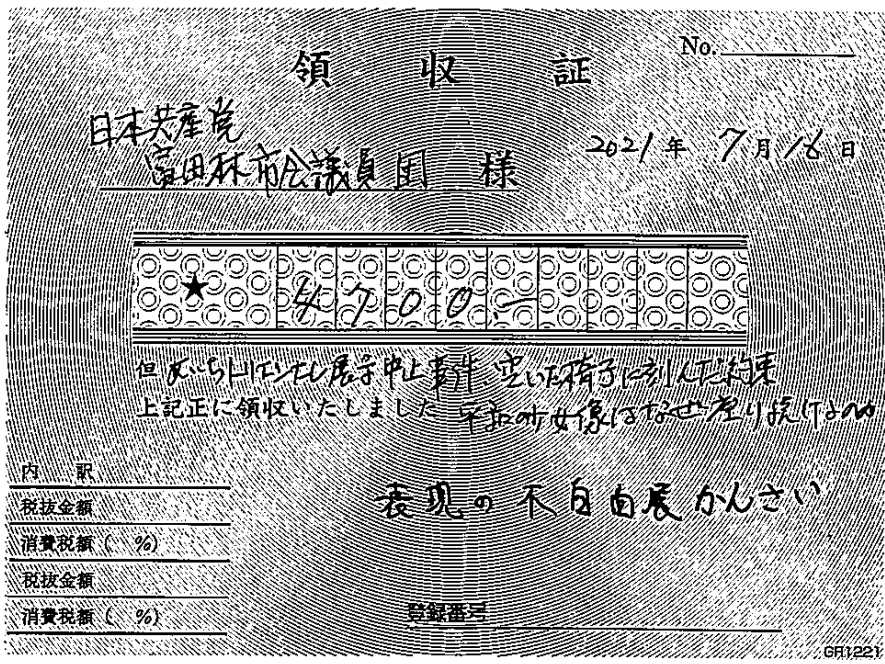 領 収 証
No.
日本共産党
富田林市会議員団 様
2021年 7月16日
★ 4700.-
但 あいちトリエンナーレ展示中止事件. 空いた椅子に刻んだ約束
上記正に領収いたしました 平和の少女像はなぜ座り続けるのか
表現の不自由展かんさい
内 訳
税抜金額
消費税額 ( %)
税抜金額
消費税額 ( %)
登録番号
GR1221